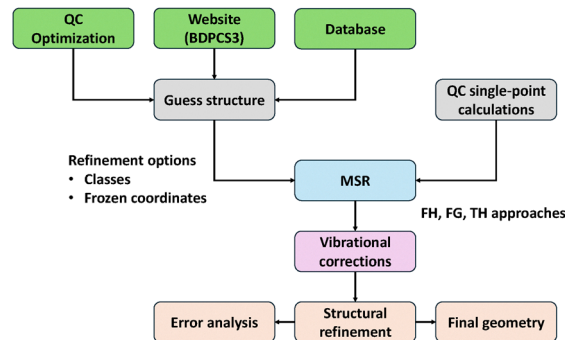 QC
Optimization
Website
(BDPCS3)
Database
Guess structure
QC single-point
calculations
Refinement options
• Classes
• Frozen coordinates
MSR
FH, FG, TH approaches
Vibrational
corrections
Error analysis
Structural
refinement
Final geometry